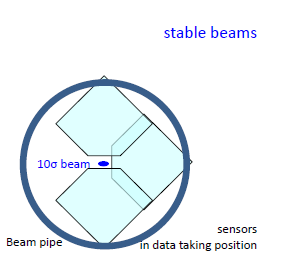 stable beams
10σ beam
sensors
Beam pipe
in data taking position